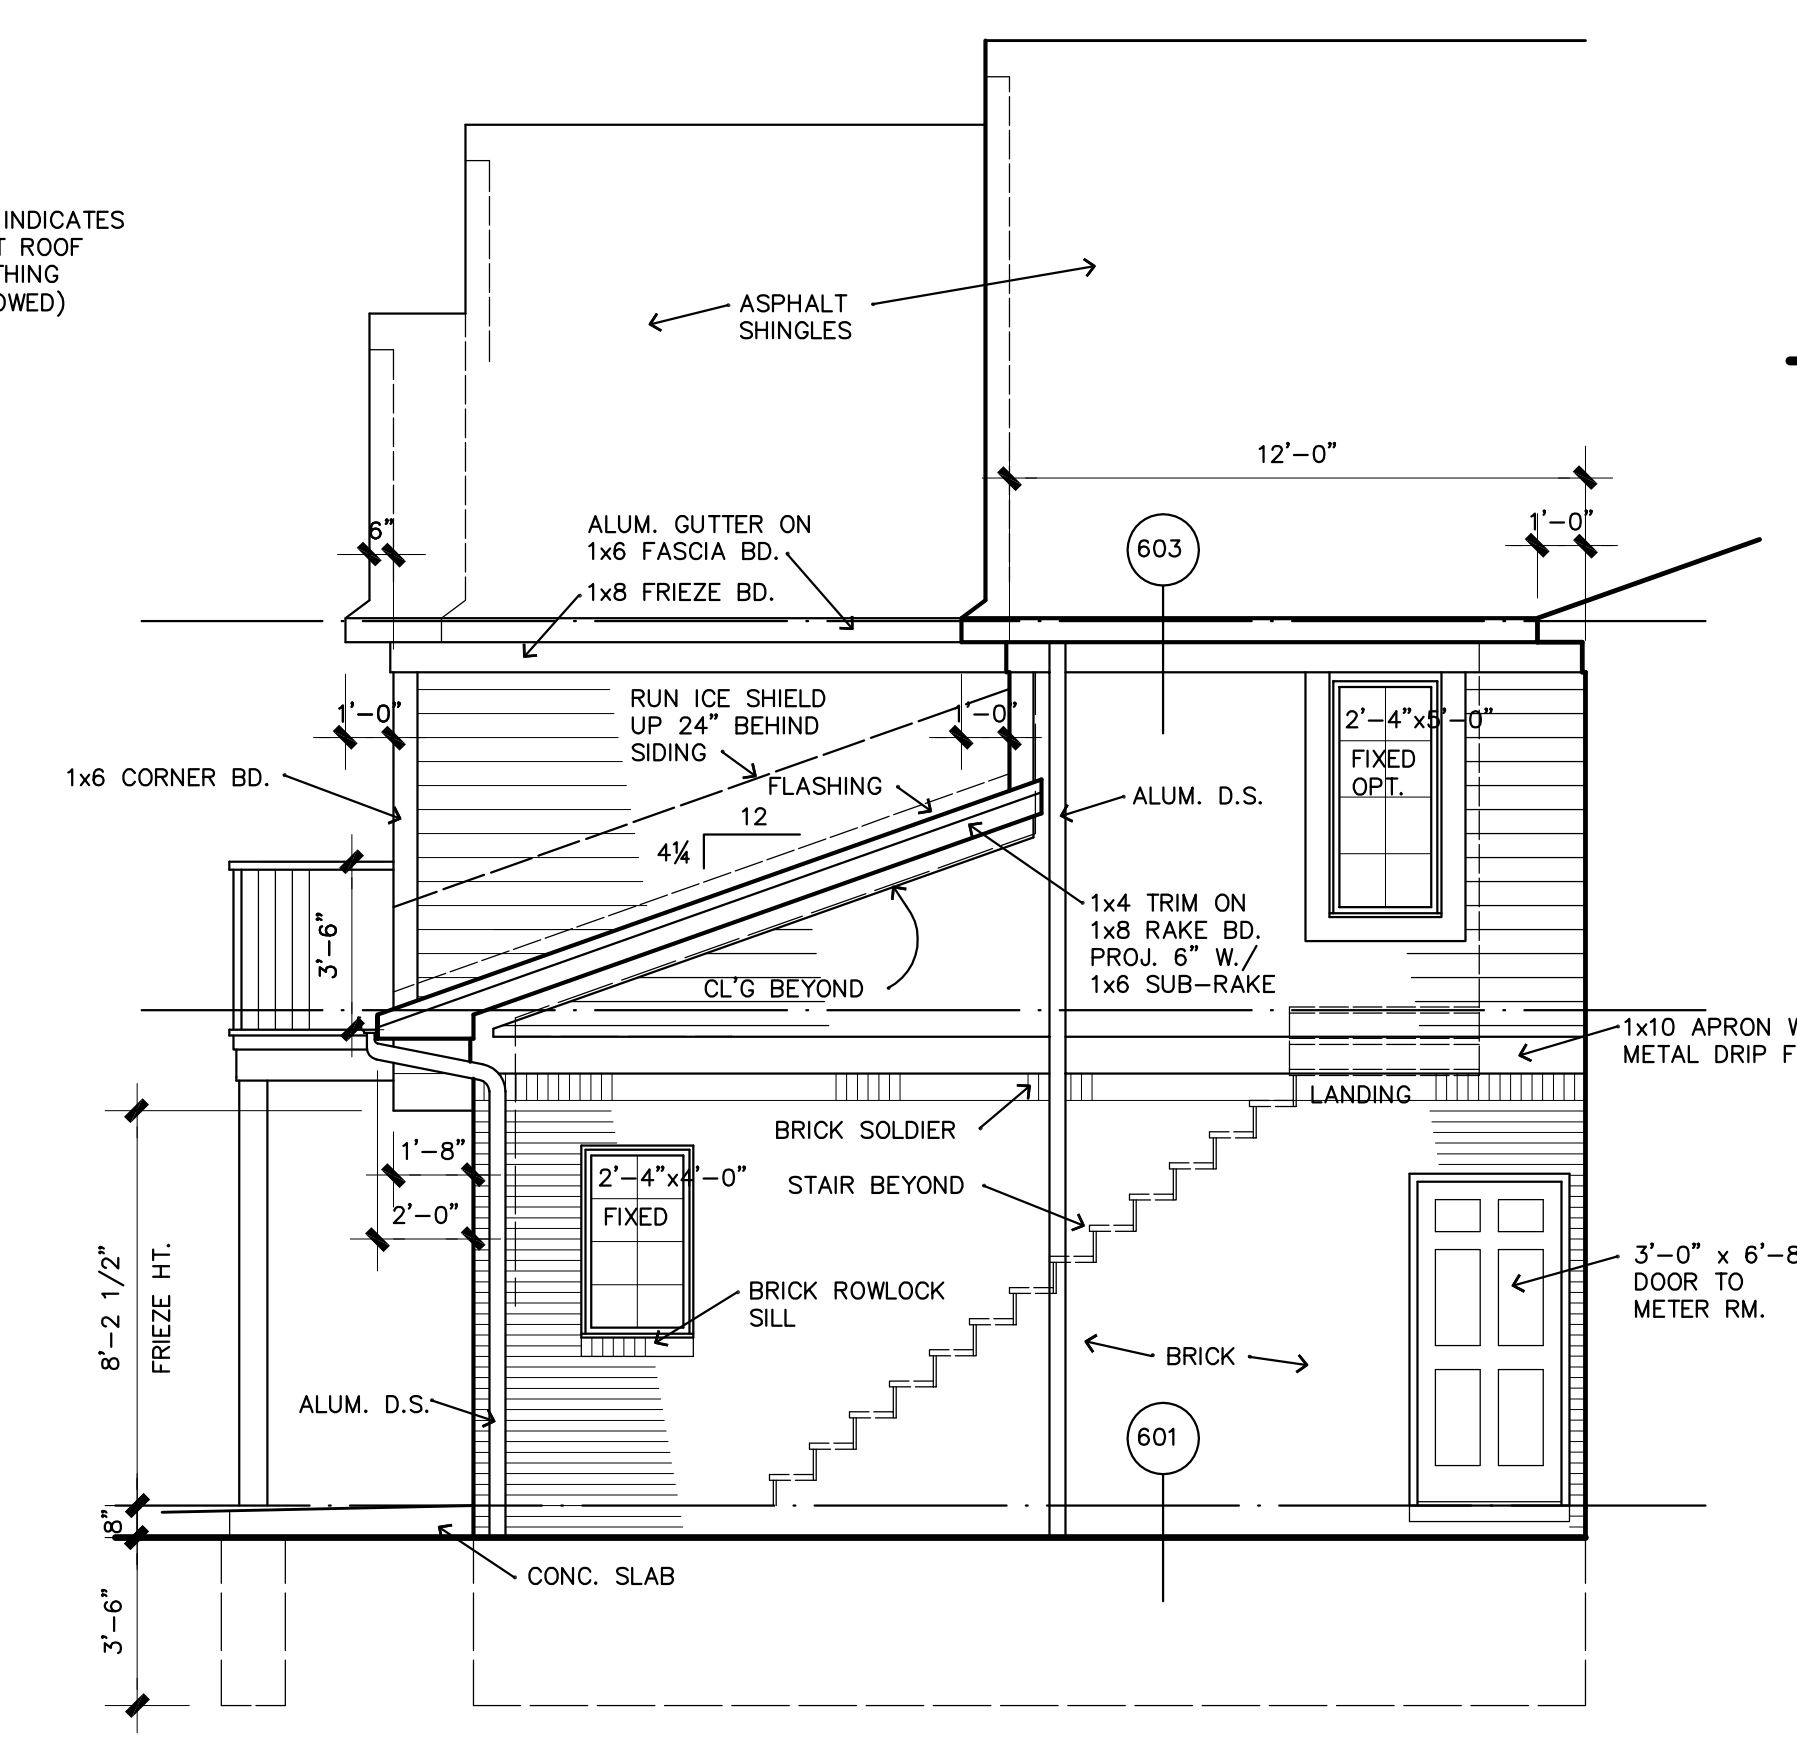 INDICATES
ROOF
ASPHALT
SHINGLES
12'-0"
1'-0"
6"
ALUM. GUTTER ON
1x6 FASCIA BD.
1x8 FRIEZE BD.
603
RUN ICE SHIELD
UP 24" BEHIND
SIDING
1'-0"
1'-0"
2'-4"x5'-0"
FIXED
OPT.
1x6 CORNER BD.
FLASHING
ALUM. D.S.
12
4¼
3'-6"
1x4 TRIM ON
1x8 RAKE BD.
PROJ. 6" W./
1x6 SUB-RAKE
CL'G BEYOND
1x10 APRON
METAL DRIP
LANDING
BRICK SOLDIER
1'-8"
STAIR BEYOND
2'-4"x4'-0"
FIXED
2'-0"
8'-2 1/2"
FRIEZE HT.
BRICK ROWLOCK
SILL
3'-0" x 6'-8
DOOR TO
METER RM.
BRICK
ALUM. D.S.
601
8"
CONC. SLAB
3'-6"